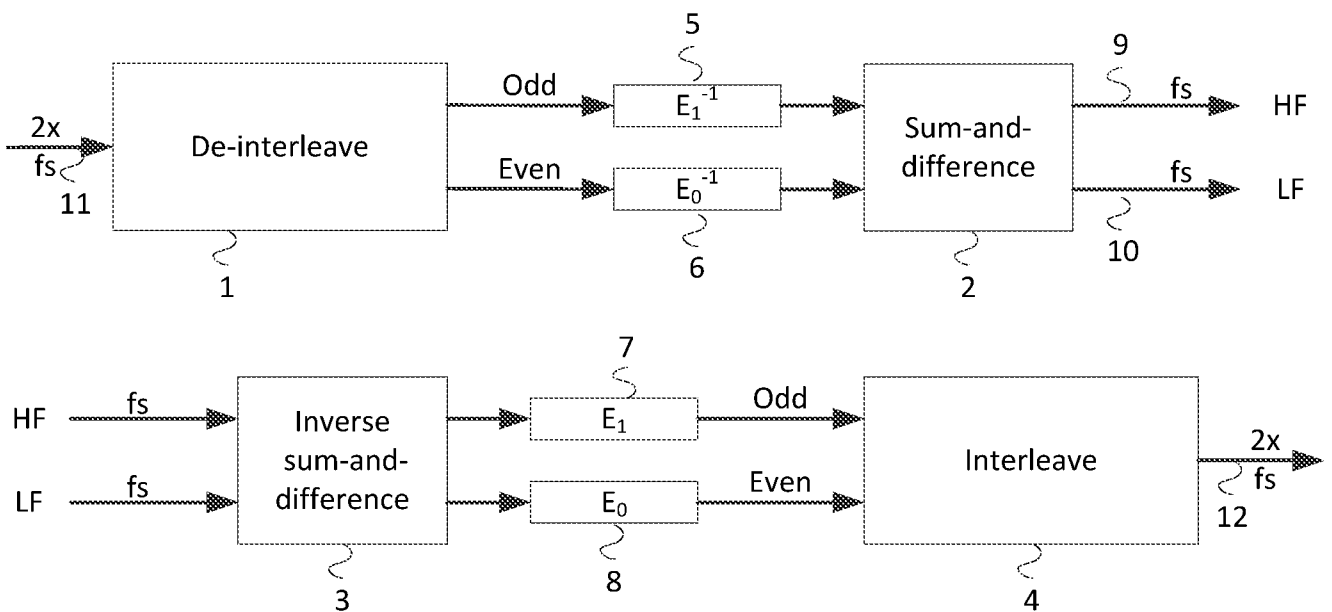 5
9
Odd
E₁⁻¹
fs
HF
2x
De-interleave
Sum-and-
difference
fs
11
Even
E₀⁻¹
fs
LF
1
6
2
10
7
HF
fs
Inverse
sum-and-
difference
E₁
Odd
Interleave
2x
fs
LF
fs
E₀
Even
12
3
8
4